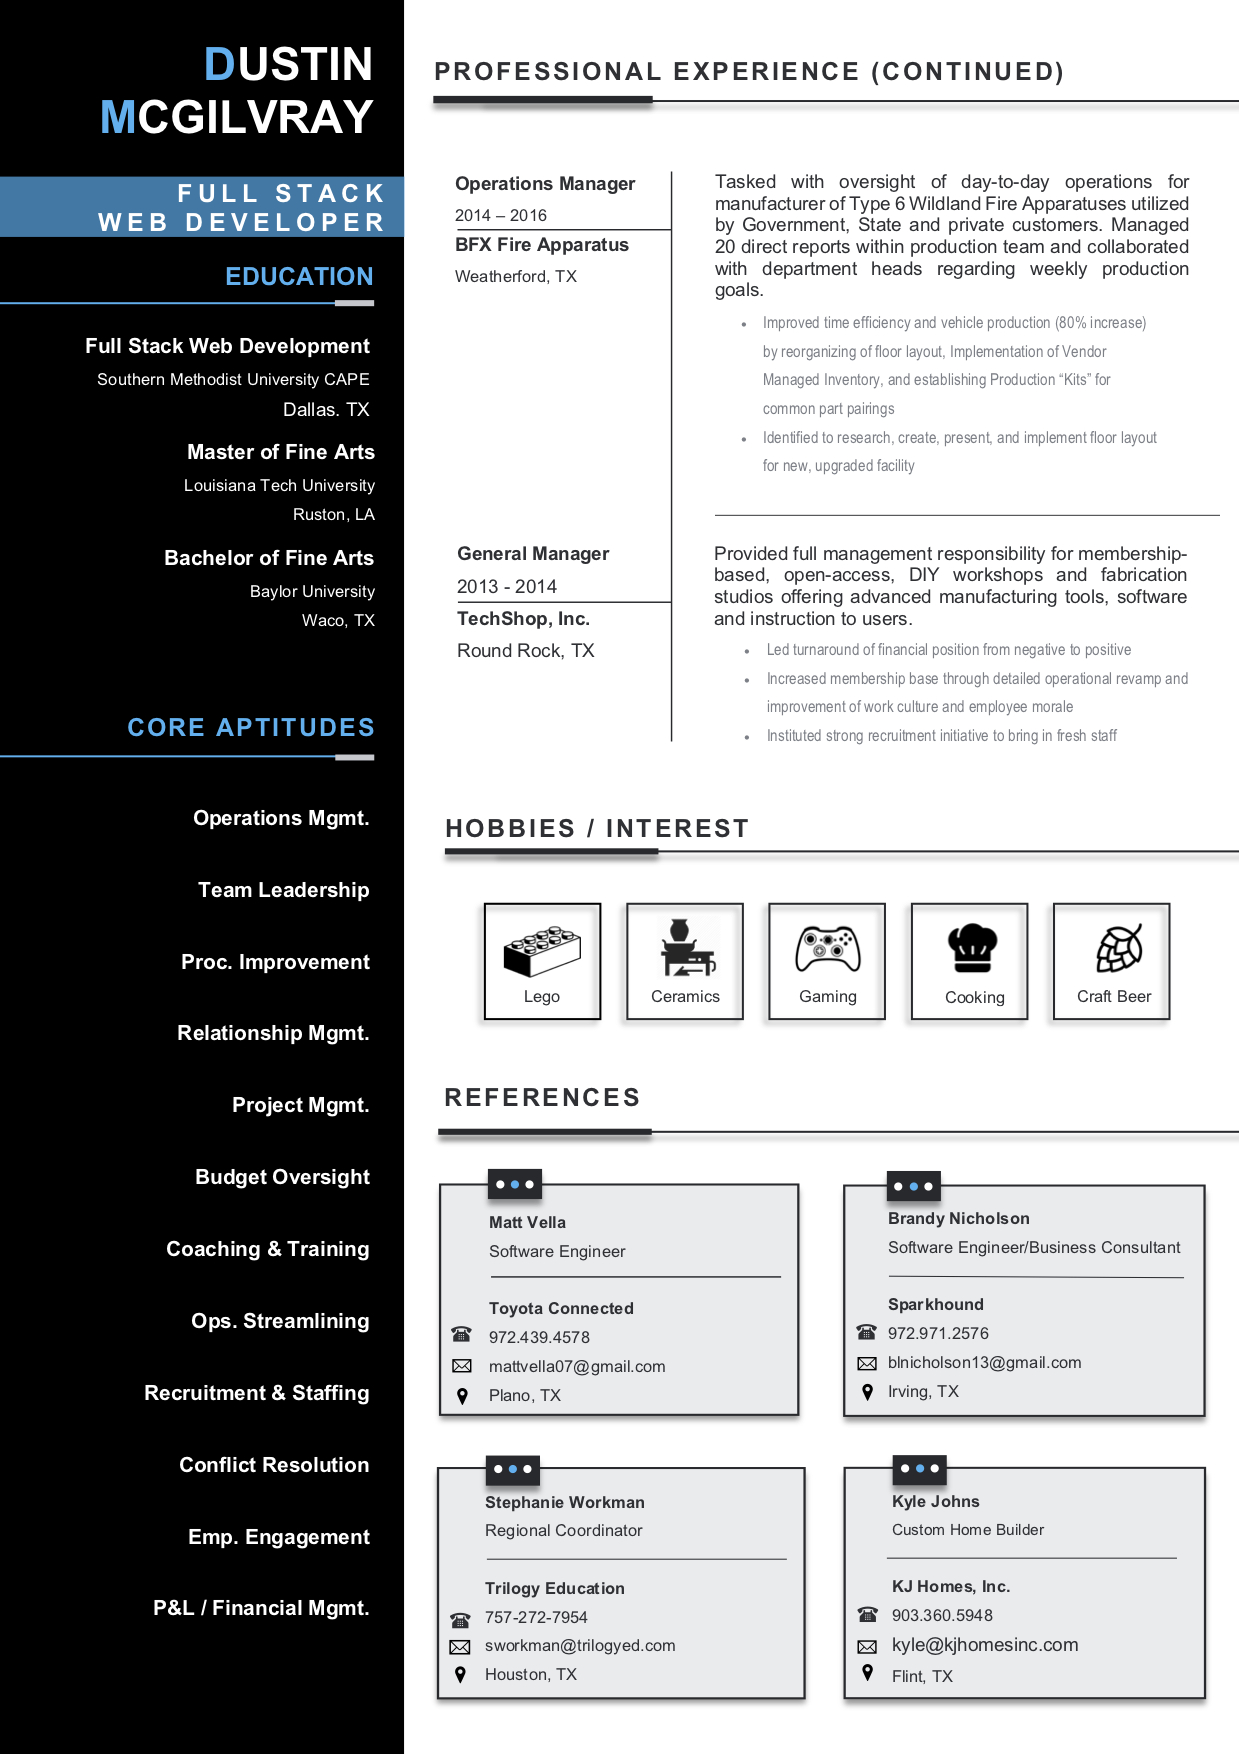 DUSTIN
MCGILVRAY
FULL STACK
WEB DEVELOPER
EDUCATION
Full Stack Web Development
Southern Methodist University CAPE
Dallas. TX
Master of Fine Arts
Louisiana Tech University
Ruston, LA
Bachelor of Fine Arts
Baylor University
Waco, TX
CORE APTITUDES
Operations Mgmt.
Team Leadership
Proc. Improvement
Relationship Mgmt.
Project Mgmt.
Budget Oversight
Coaching & Training
Ops. Streamlining
Recruitment & Staffing
Conflict Resolution
Emp. Engagement
P&L / Financial Mgmt.
PROFESSIONAL EXPERIENCE (CONTINUED)
Operations Manager
2014 – 2016
BFX Fire Apparatus
Weatherford, TX
Tasked with oversight of day-to-day operations for
manufacturer of Type 6 Wildland Fire Apparatuses utilized
by Government, State and private customers. Managed
20 direct reports within production team and collaborated
with department heads regarding weekly production
goals.
• Improved time efficiency and vehicle production (80% increase)
by reorganizing of floor layout, Implementation of Vendor
Managed Inventory, and establishing Production “Kits” for
common part pairings
• Identified to research, create, present, and implement floor layout
for new, upgraded facility
General Manager
2013 - 2014
TechShop, Inc.
Round Rock, TX
Provided full management responsibility for membership-
based, open-access, DIY workshops and fabrication
studios offering advanced manufacturing tools, software
and instruction to users.
• Led turnaround of financial position from negative to positive
• Increased membership base through detailed operational revamp and
improvement of work culture and employee morale
• Instituted strong recruitment initiative to bring in fresh staff
HOBBIES / INTEREST
Lego
Ceramics
Gaming
Cooking
Craft Beer
REFERENCES
Matt Vella
Software Engineer
Toyota Connected
972.439.4578
mattvella07@gmail.com
Plano, TX
Brandy Nicholson
Software Engineer/Business Consultant
Sparkhound
972.971.2576
blnicholson13@gmail.com
Irving, TX
Stephanie Workman
Regional Coordinator
Trilogy Education
757-272-7954
sworkman@trilogyed.com
Houston, TX
Kyle Johns
Custom Home Builder
KJ Homes, Inc.
903.360.5948
kyle@kjhomesinc.com
Flint, TX